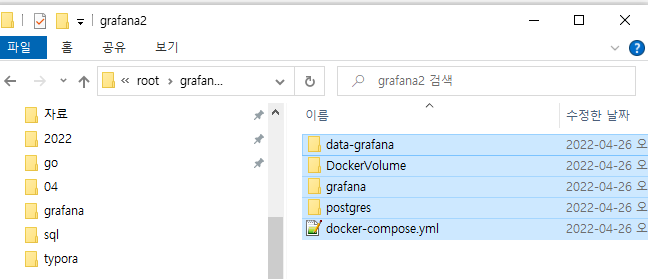 grafana2
파일 홈 공유 보기
« root › grafan... grafana2 검색
이름 수정한 날짜
자료
2022
go
04
grafana
sql
typora
data-grafana 2022-04-26 오
DockerVolume 2022-04-26 오
grafana 2022-04-26 오
postgres 2022-04-26 오
docker-compose.yml 2022-04-26 오